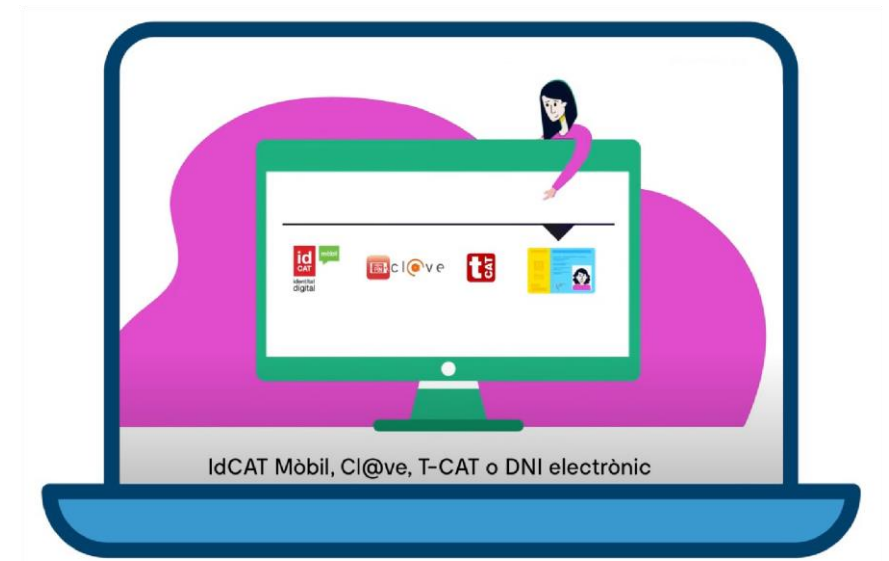 id
CAT
mòbil
identitat
digital
cl@ve
t
CAT
IdCAT Mòbil, Cl@ve, T-CAT o DNI electrònic